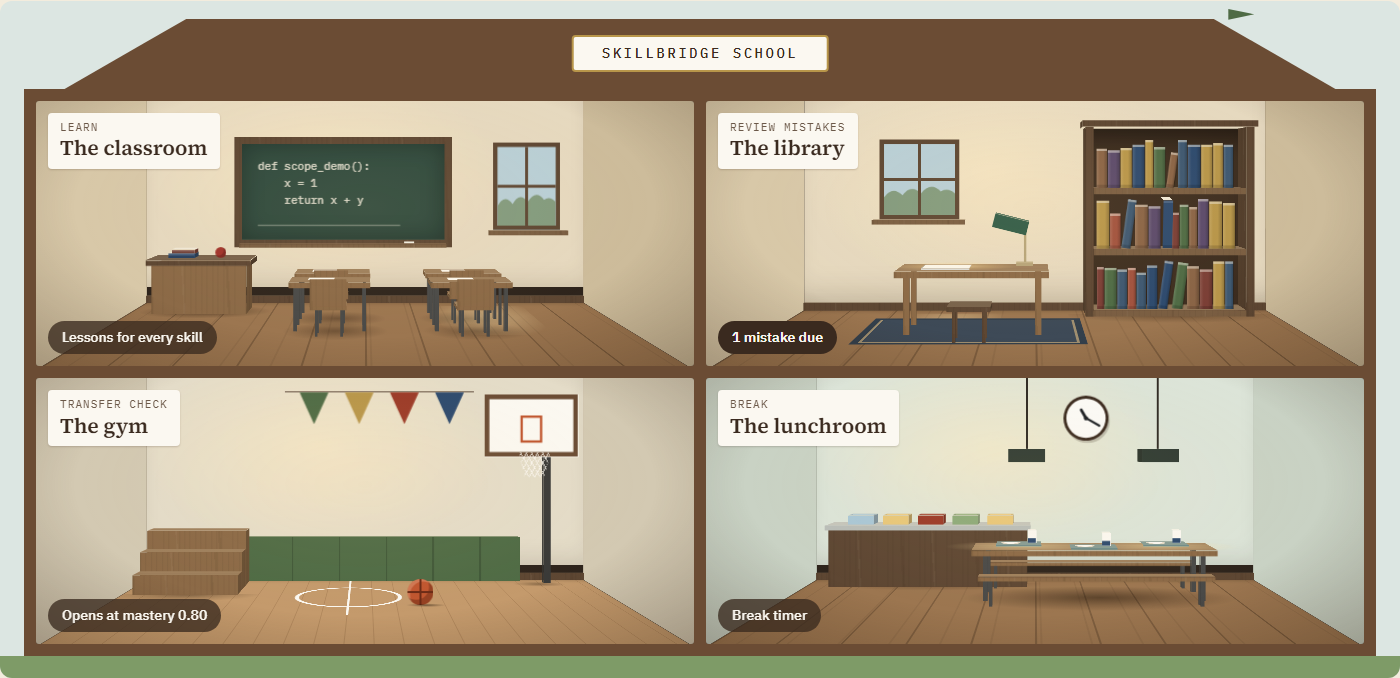 SKILLBRIDGE SCHOOL
LEARN
The classroom
def scope_demo():
    x = 1
    return x + y
Lessons for every skill
REVIEW MISTAKES
The library
1 mistake due
TRANSFER CHECK
The gym
Opens at mastery 0.80
BREAK
The lunchroom
Break timer